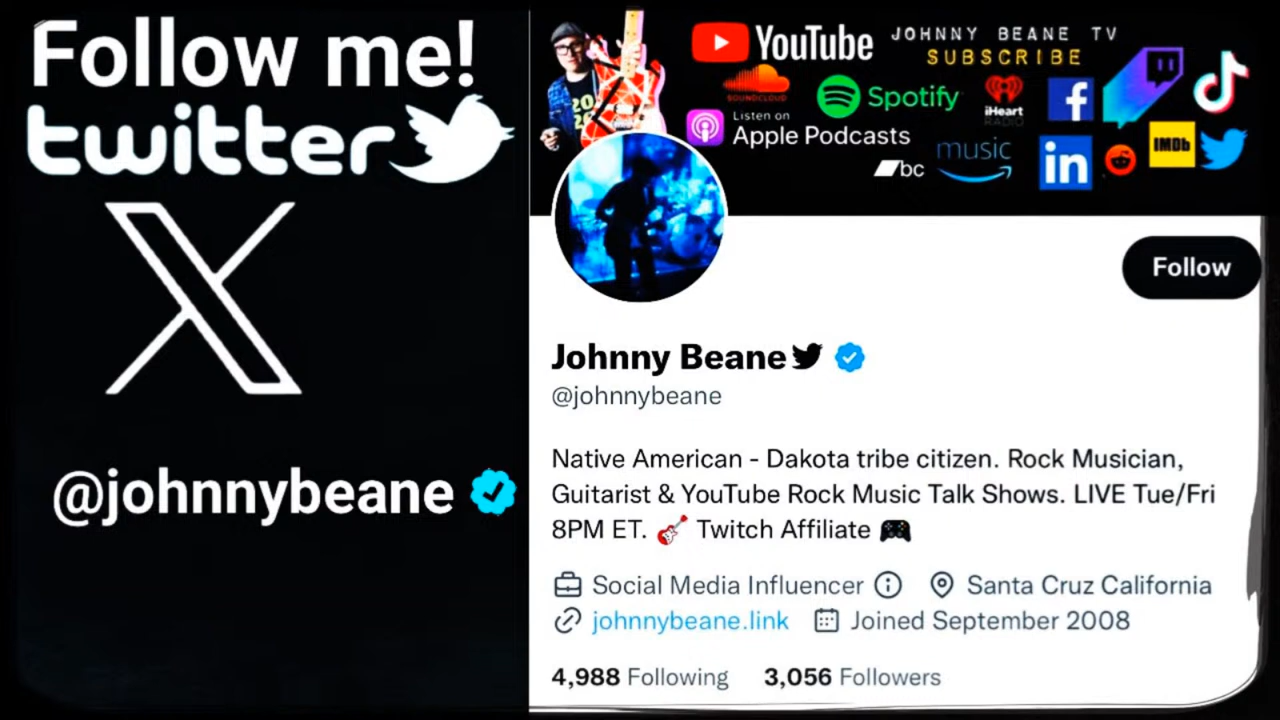 Follow me!
twitter
@johnnybeane
YouTube
JOHNNY BEANE TV
SUBSCRIBE
SOUNDCLOUD
Spotify
iHeart
RADIO
Listen on
Apple Podcasts
bc
music
in
IMDb
Follow
Johnny Beane
@johnnybeane
Native American - Dakota tribe citizen. Rock Musician,
Guitarist & YouTube Rock Music Talk Shows. LIVE Tue/Fri
8PM ET. 🎸 Twitch Affiliate 🎮
Social Media Influencer Santa Cruz California
johnnybeane.link Joined September 2008
4,988 Following 3,056 Followers